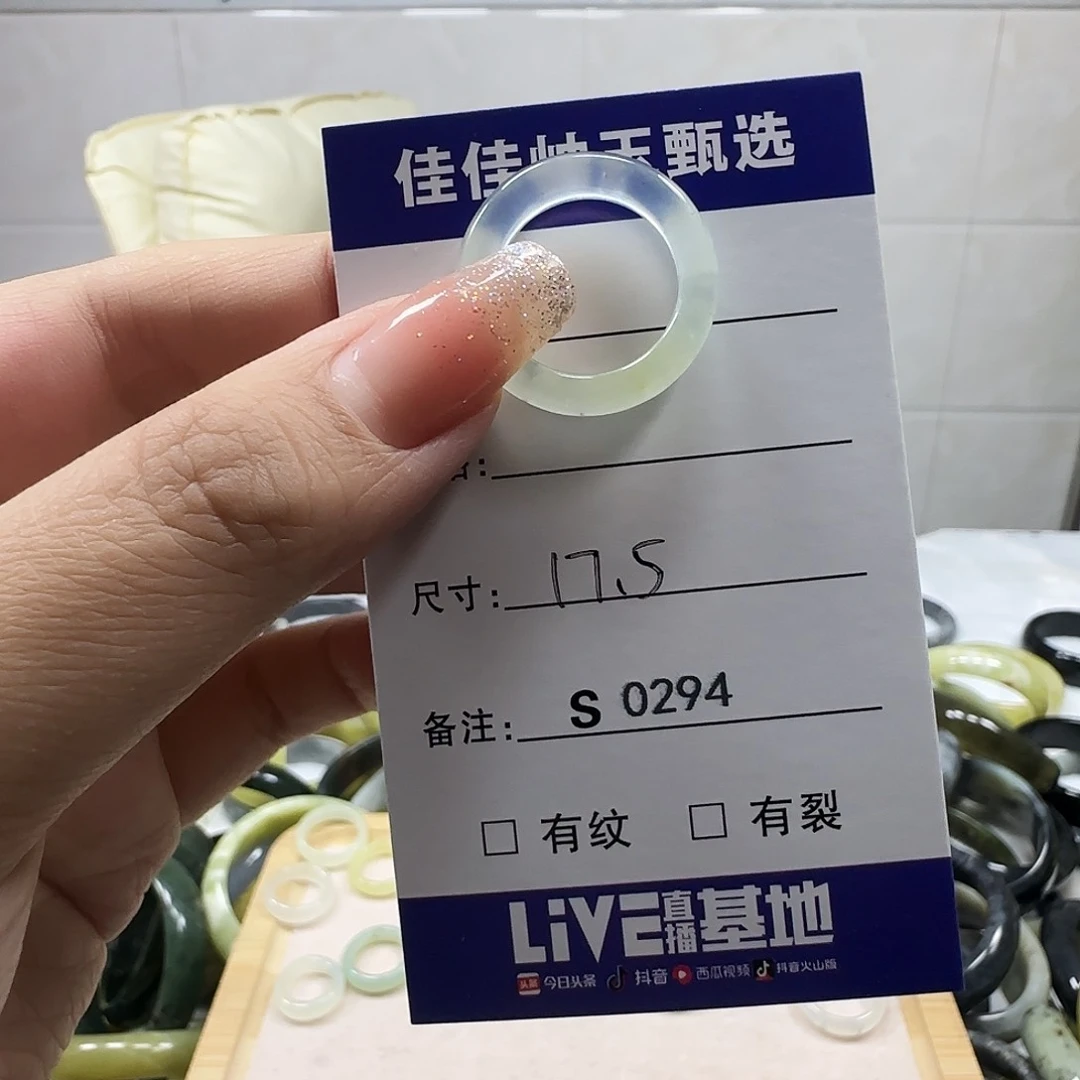 佳佳岫玉甄选
尺寸: 17.5
备注: S 0294
□ 有纹 □ 有裂
LiVE直播基地
头条 今日头条 抖音 西瓜视频 抖音火山版